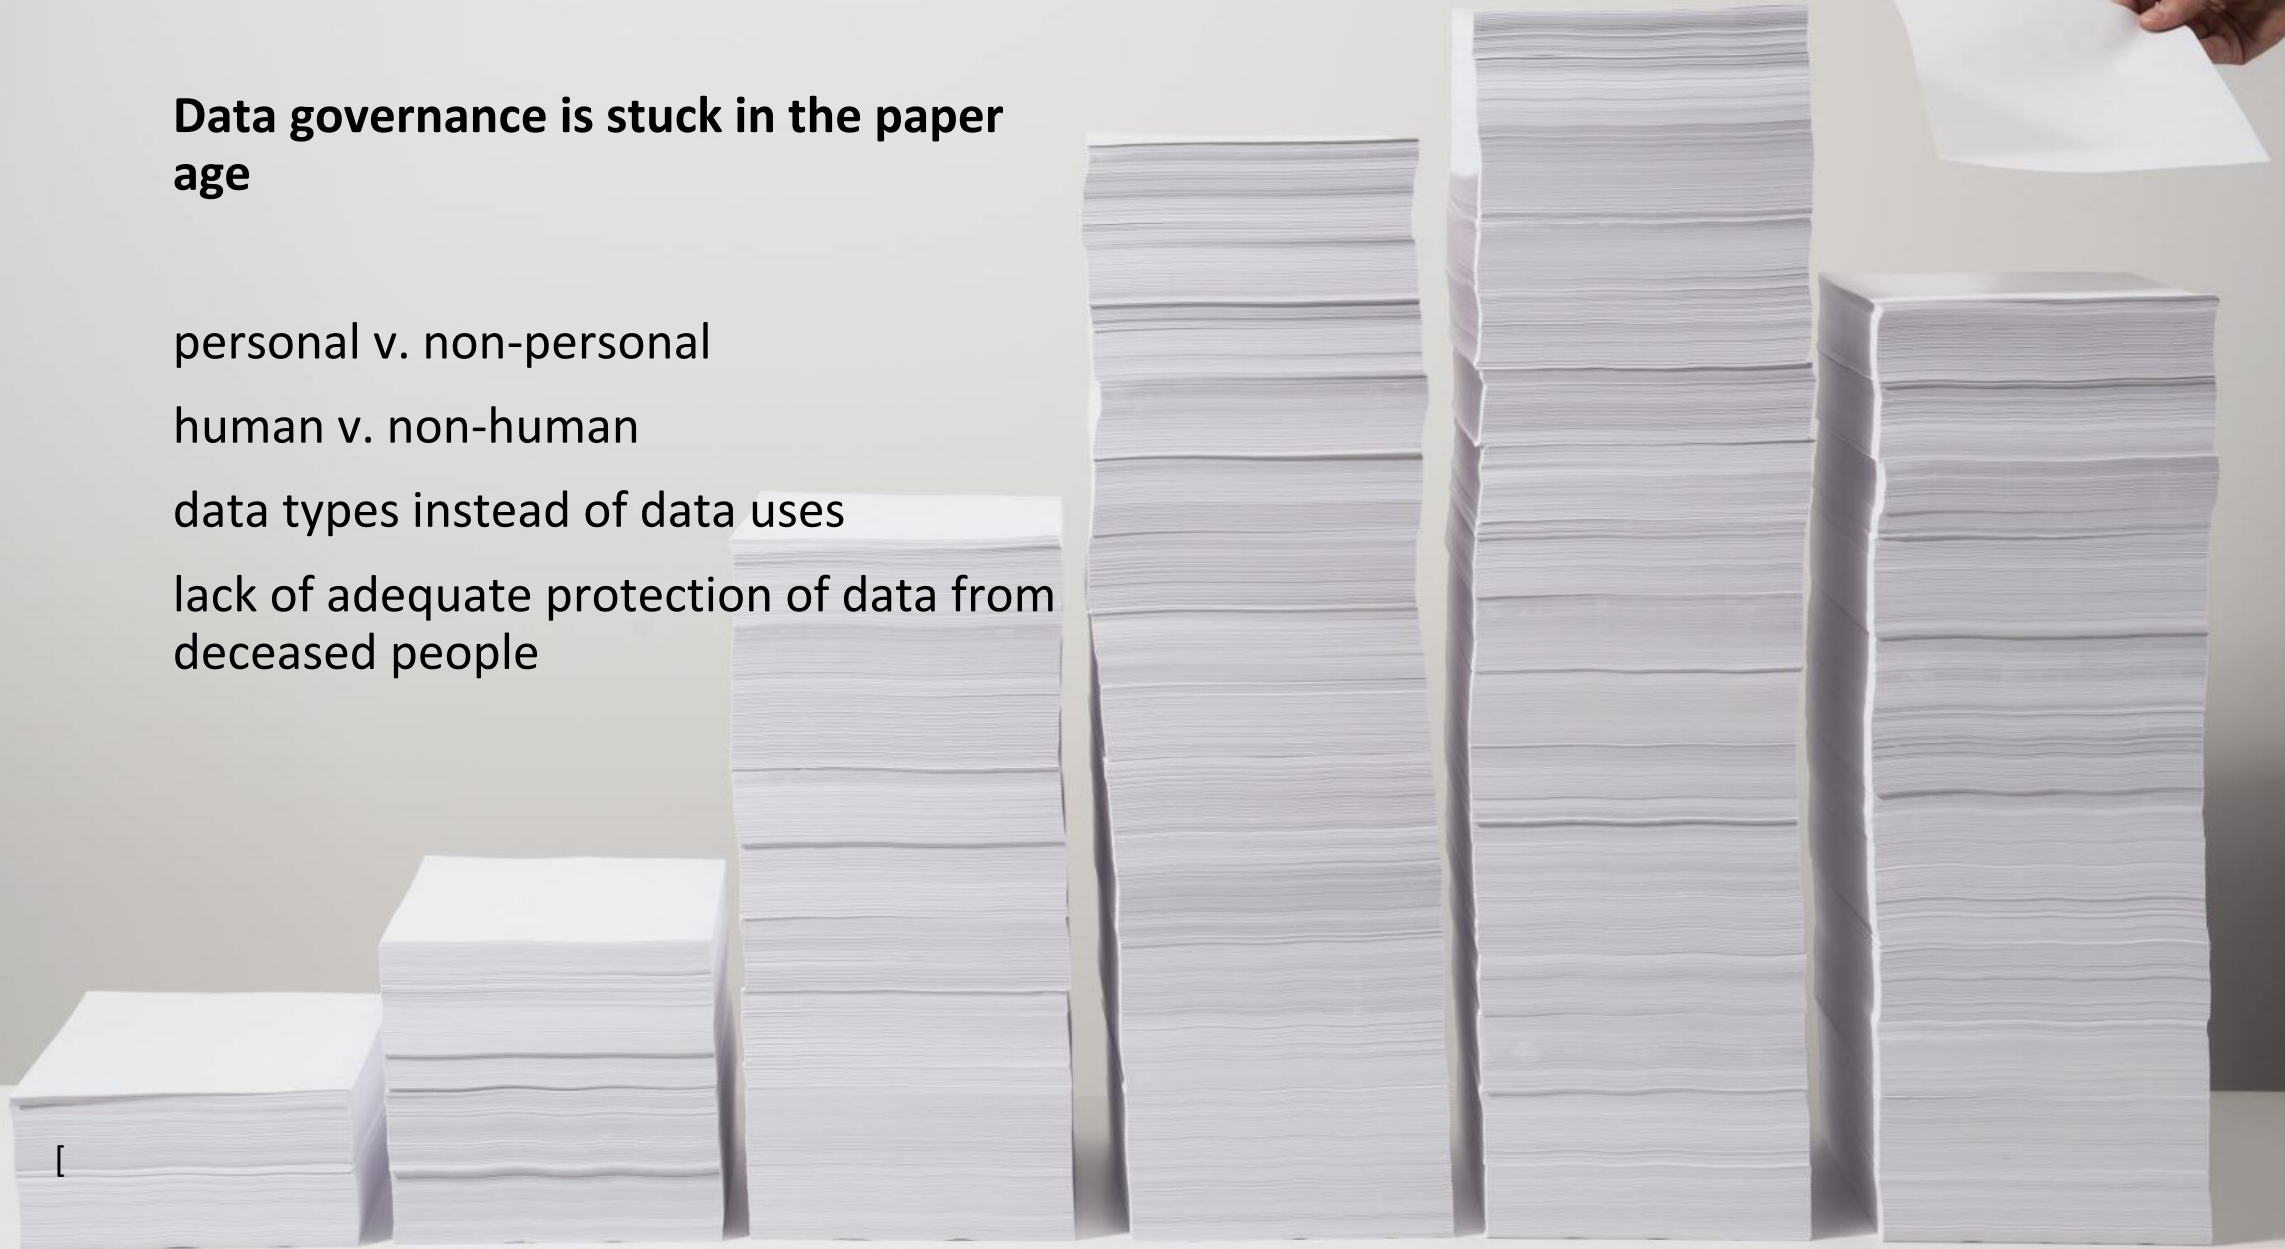 Data governance is stuck in the paper
age
personal v. non-personal
human v. non-human
data types instead of data uses
lack of adequate protection of data from
deceased people
[